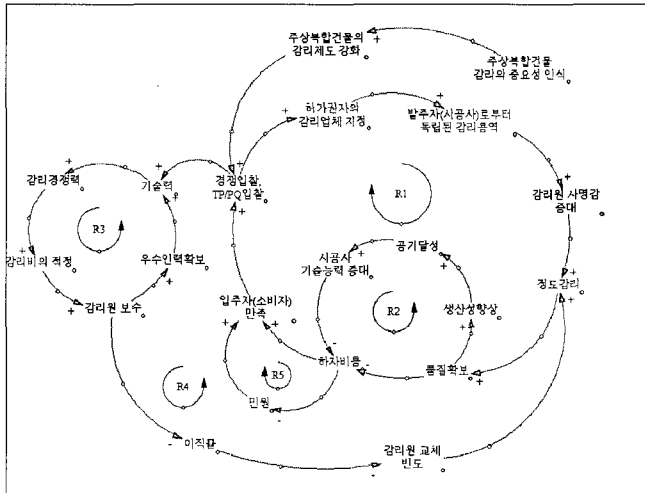 주상복합건물의
감리제도 강화
주상복합건물
감리의 중요성 인식
허가권자의
감리업체 지정
발주자(시공사)로부터
독립된 감리용역
감리경쟁력
기술력
경쟁입찰,
TP/PQ입찰
R1
감리원 사명감
증대
R3
감리비의 적정
우수인력확보
시공사
기술능력 증대
공기달성
정도감리
감리원 보수
입주자(소비자)
만족
R2
생산성향상
하자비용
품질확보
R4
R5
민원
이직률
감리원 교체
빈도